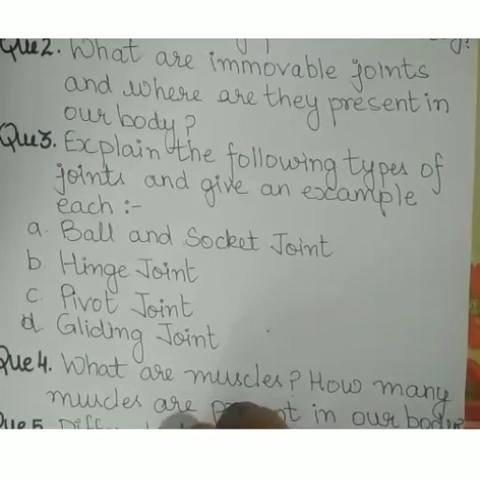 Que2. What are immovable joints
and where are they present in
our body?
Qu3. Explain the following types of
joints and give an example
each :-
a. Ball and Socket Joint
b. Hinge Joint
c. Pivot Joint
d. Gliding Joint
Que4. What are muscles? How many
muscles are in our body?